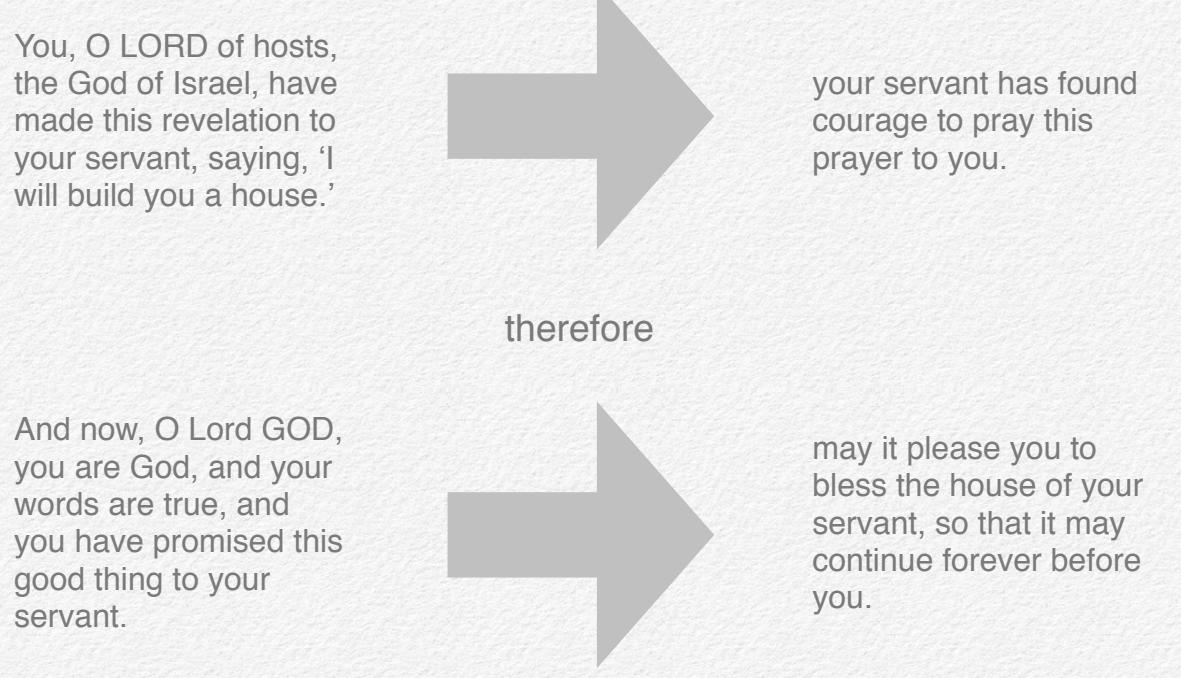 You, O LORD of hosts,
the God of Israel, have
made this revelation to
your servant, saying, ‘I
will build you a house.’
your servant has found
courage to pray this
prayer to you.
therefore
And now, O Lord GOD,
you are God, and your
words are true, and
you have promised this
good thing to your
servant.
may it please you to
bless the house of your
servant, so that it may
continue forever before
you.